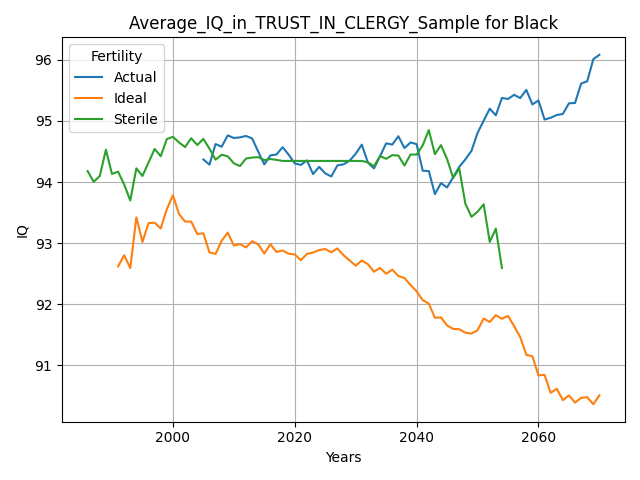 Average_IQ_in_TRUST_IN_CLERGY_Sample for Black
Fertility
Actual
Ideal
Sterile
96
95
94
93
92
91
IQ
2000 2020 2040 2060
Years